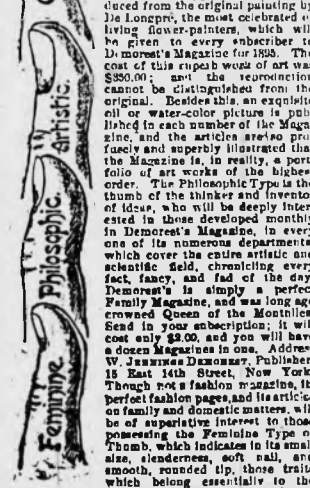 duced from the original painting by
De Longpré, the most celebrated of
living flower-painters, which will
be given to every subscriber to
Demorest's Magazine for 1895. The
cost of this superb work of art was
$350.00; and the reproduction
cannot be distinguished from the
original. Besides this, an exquisite
oil or water-color picture is pub-
lished in each number of the Maga-
zine, and the articles are so pro-
fusely and superbly illustrated that
the Magazine is, in reality, a port-
folio of art works of the highest
order. The Philosophic Type is the
thumb of the thinker and inventor
of ideas, who will be deeply inter-
ested in those developed monthly
in Demorest's Magazine, in every
one of its numerous departments,
which cover the entire artistic and
scientific field, chronicling every
fact, fancy, and fad of the day.
Demorest's is simply a perfect
Family Magazine, and was long ago
crowned Queen of the Monthlies.
Send in your subscription; it will
cost only $2.00, and you will have
a dozen Magazines in one. Address
W. JENNINGS DEMOREST, Publisher,
15 East 14th Street, New York.
Though not a fashion magazine, its
perfect fashion pages, and its articles
on family and domestic matters, will
be of superlative interest to those
possessing the Feminine Type of
Thumb, which indicates in its small
size, slenderness, soft nail, and
smooth, rounded tip, those traits
which belong essentially to the
Artistic.
Philosophic.
Feminine.